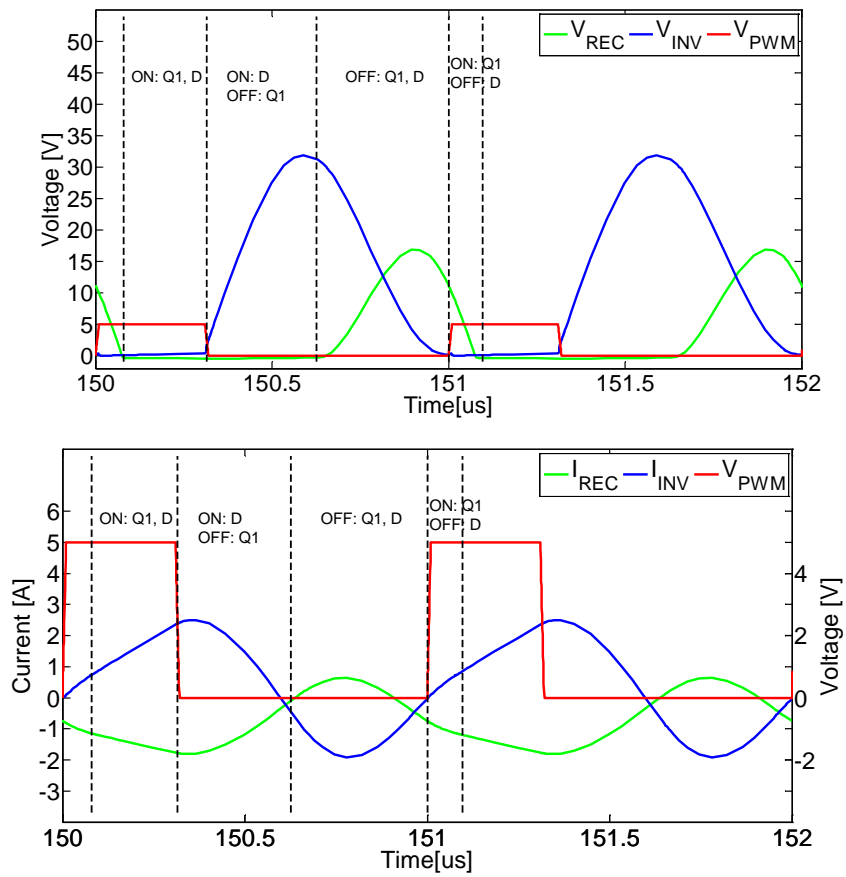 55
50
45
40
35
30
25
20
15
10
5
0
Voltage [V]
V_REC V_INV V_PWM
ON: Q1, D
ON: D
OFF: Q1
OFF: Q1, D
ON: Q1
OFF: D
150 150.5 151 151.5 152
Time[us]
6
5
4
3
2
1
0
-1
-2
-3
Current [A]
I_REC I_INV V_PWM
ON: Q1, D
ON: D
OFF: Q1
OFF: Q1, D
ON: Q1
OFF: D
4
2
0
-2
Voltage [V]
150 150.5 151 151.5 152
Time[us]